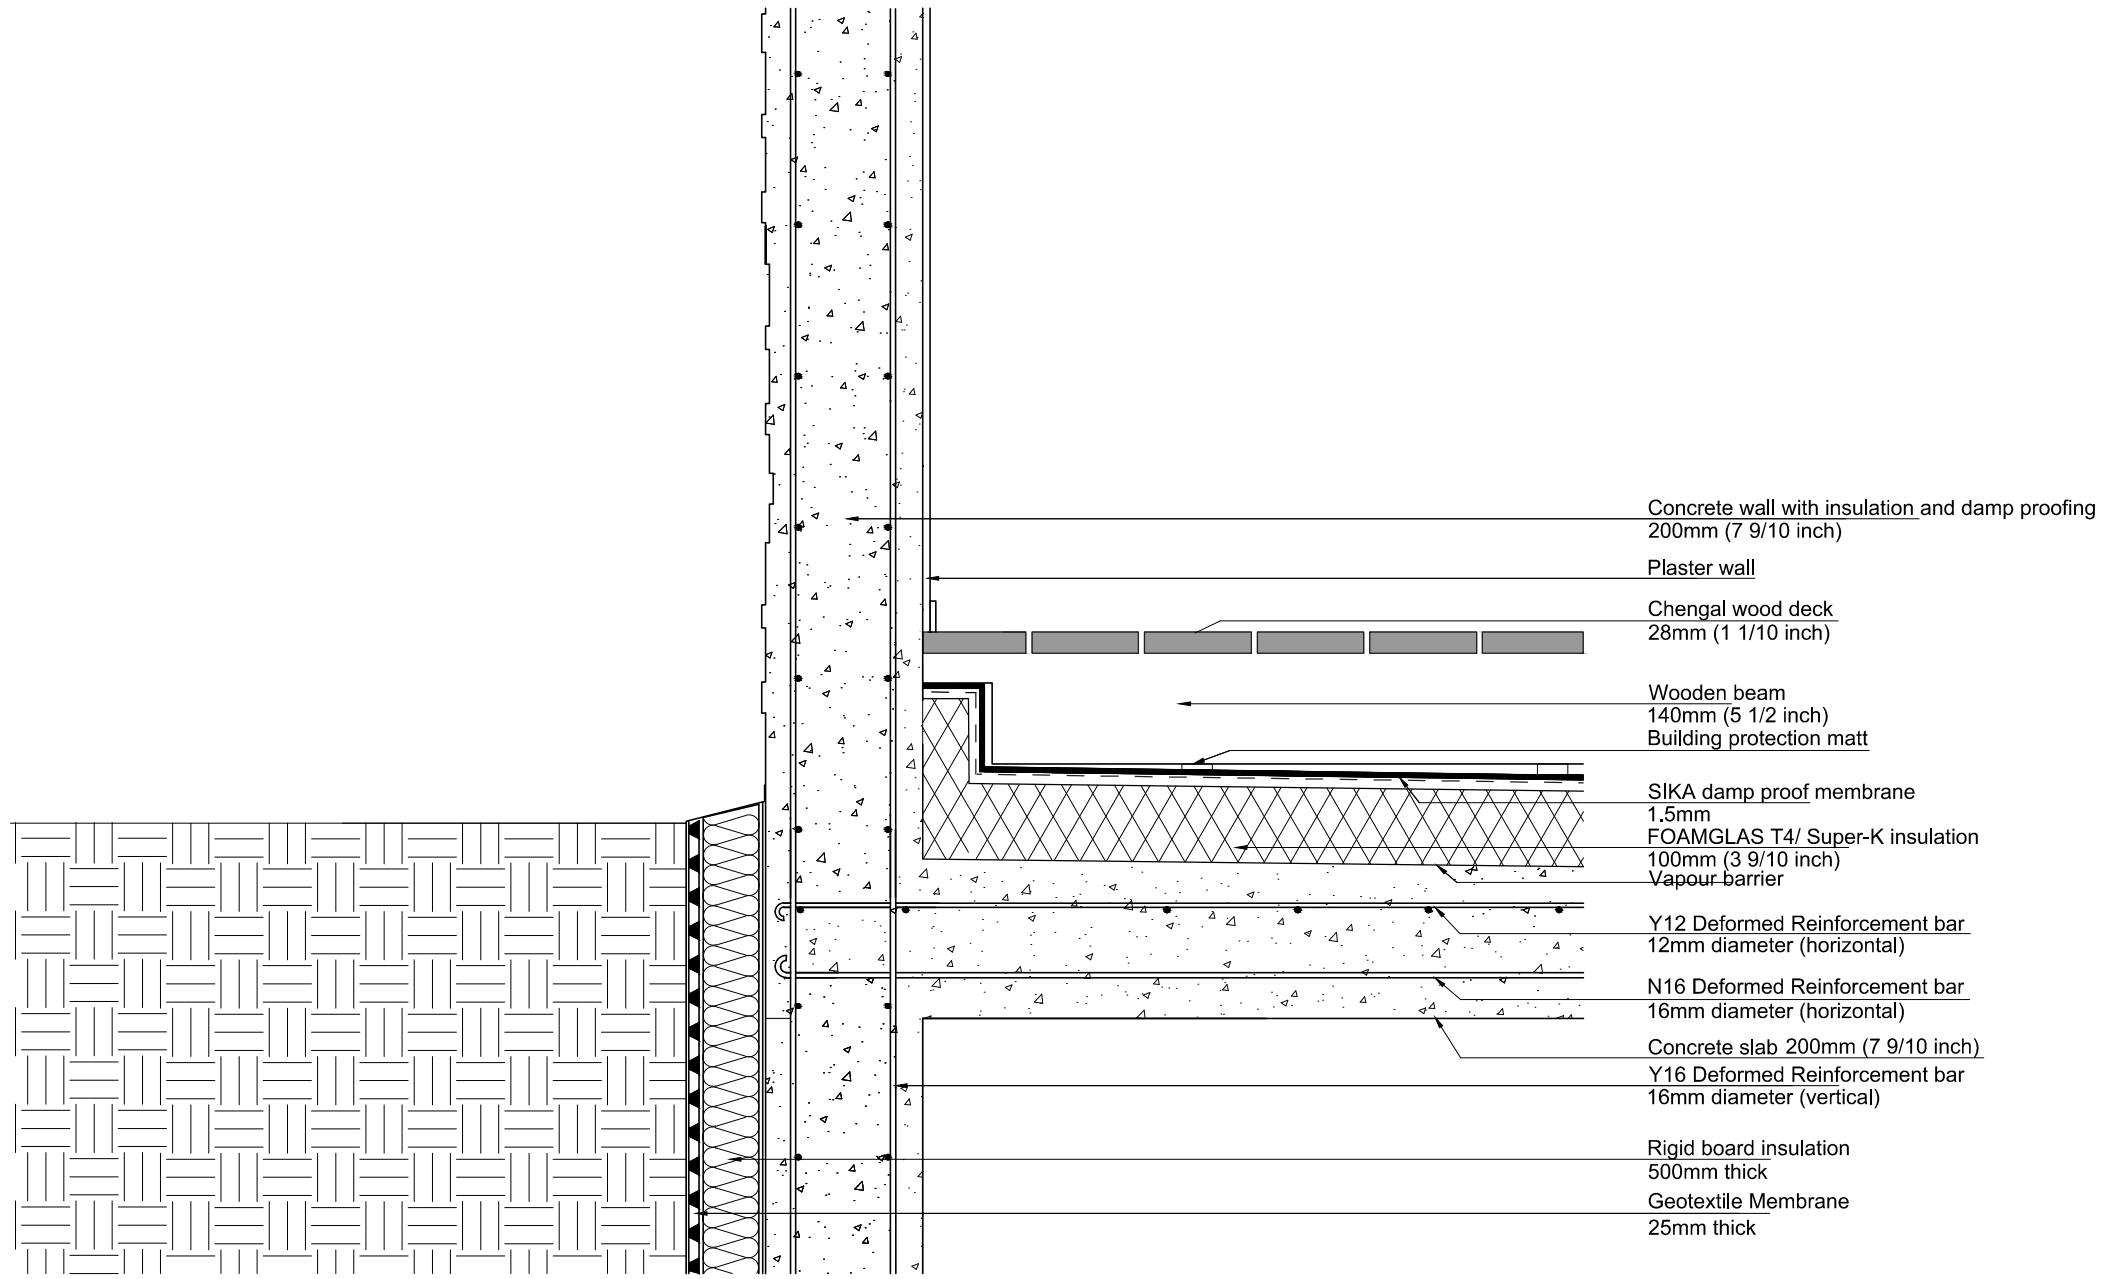 Concrete wall with insulation and damp proofing
200mm (7 9/10 inch)
Plaster wall
Chengal wood deck
28mm (1 1/10 inch)
Wooden beam
140mm (5 1/2 inch)
Building protection matt
SIKA damp proof membrane
1.5mm
FOAMGLAS T4/ Super-K insulation
100mm (3 9/10 inch)
Vapour barrier
Y12 Deformed Reinforcement bar
12mm diameter (horizontal)
N16 Deformed Reinforcement bar
16mm diameter (horizontal)
Concrete slab 200mm (7 9/10 inch)
Y16 Deformed Reinforcement bar
16mm diameter (vertical)
Rigid board insulation
500mm thick
Geotextile Membrane
25mm thick